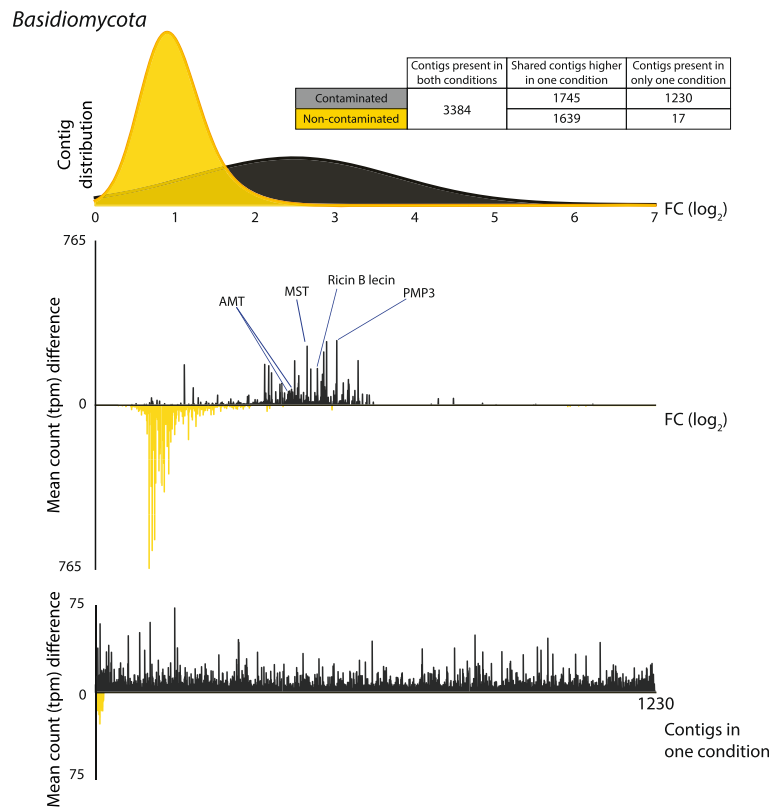 Basidiomycota
Contigs present in both conditions
Shared contigs higher in one condition
Contigs present in only one condition
Contaminated
3384
1745
1230
Non-contaminated
1639
17
Contig distribution
0 1 2 3 4 5 6 7
FC (log2)
765
Mean count (tpm) difference
AMT
MST
Ricin B lecin
PMP3
0
FC (log2)
765
75
Mean count (tpm) difference
0
1230
Contigs in
one condition
75